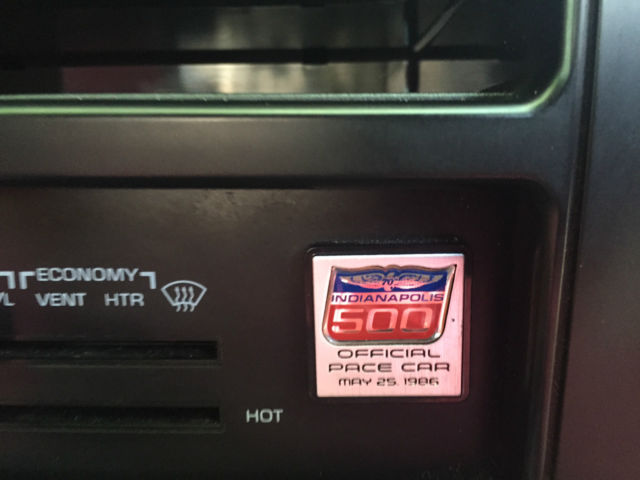 ECONOMY
VENT HTR
HOT
INDIANAPOLIS
500
OFFICIAL
PACE CAR
MAY 25, 1986